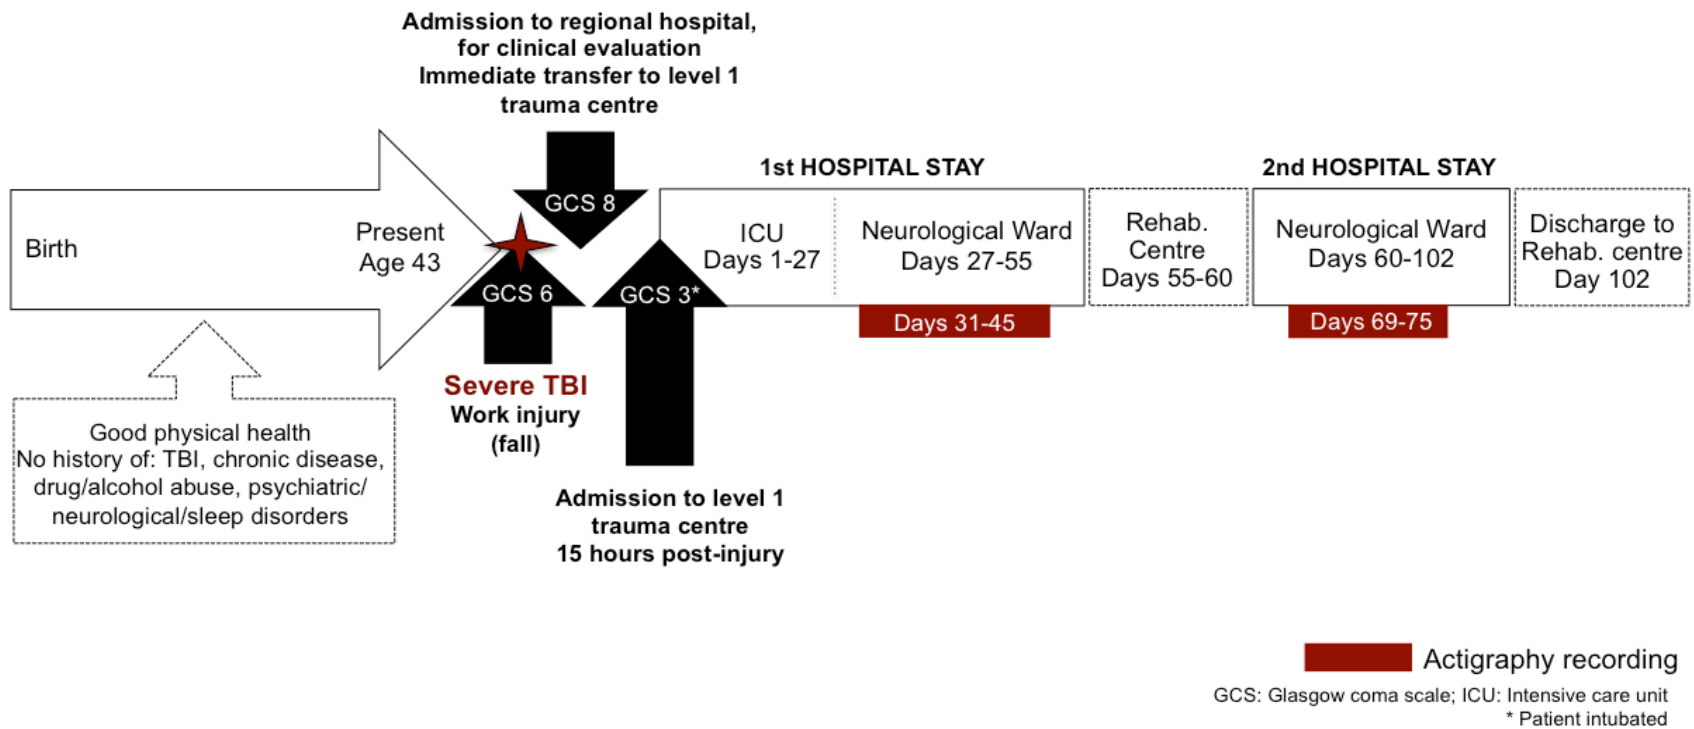 Admission to regional hospital,
for clinical evaluation
Immediate transfer to level 1
trauma centre
Birth
Present
Age 43
GCS 8
GCS 6
GCS 3*
1st HOSPITAL STAY
ICU
Days 1-27
Neurological Ward
Days 27-55
Days 31-45
Rehab.
Centre
Days 55-60
2nd HOSPITAL STAY
Neurological Ward
Days 60-102
Days 69-75
Discharge to
Rehab. centre
Day 102
Severe TBI
Work injury
(fall)
Good physical health
No history of: TBI, chronic disease,
drug/alcohol abuse, psychiatric/
neurological/sleep disorders
Admission to level 1
trauma centre
15 hours post-injury
Actigraphy recording
GCS: Glasgow coma scale; ICU: Intensive care unit
* Patient intubated